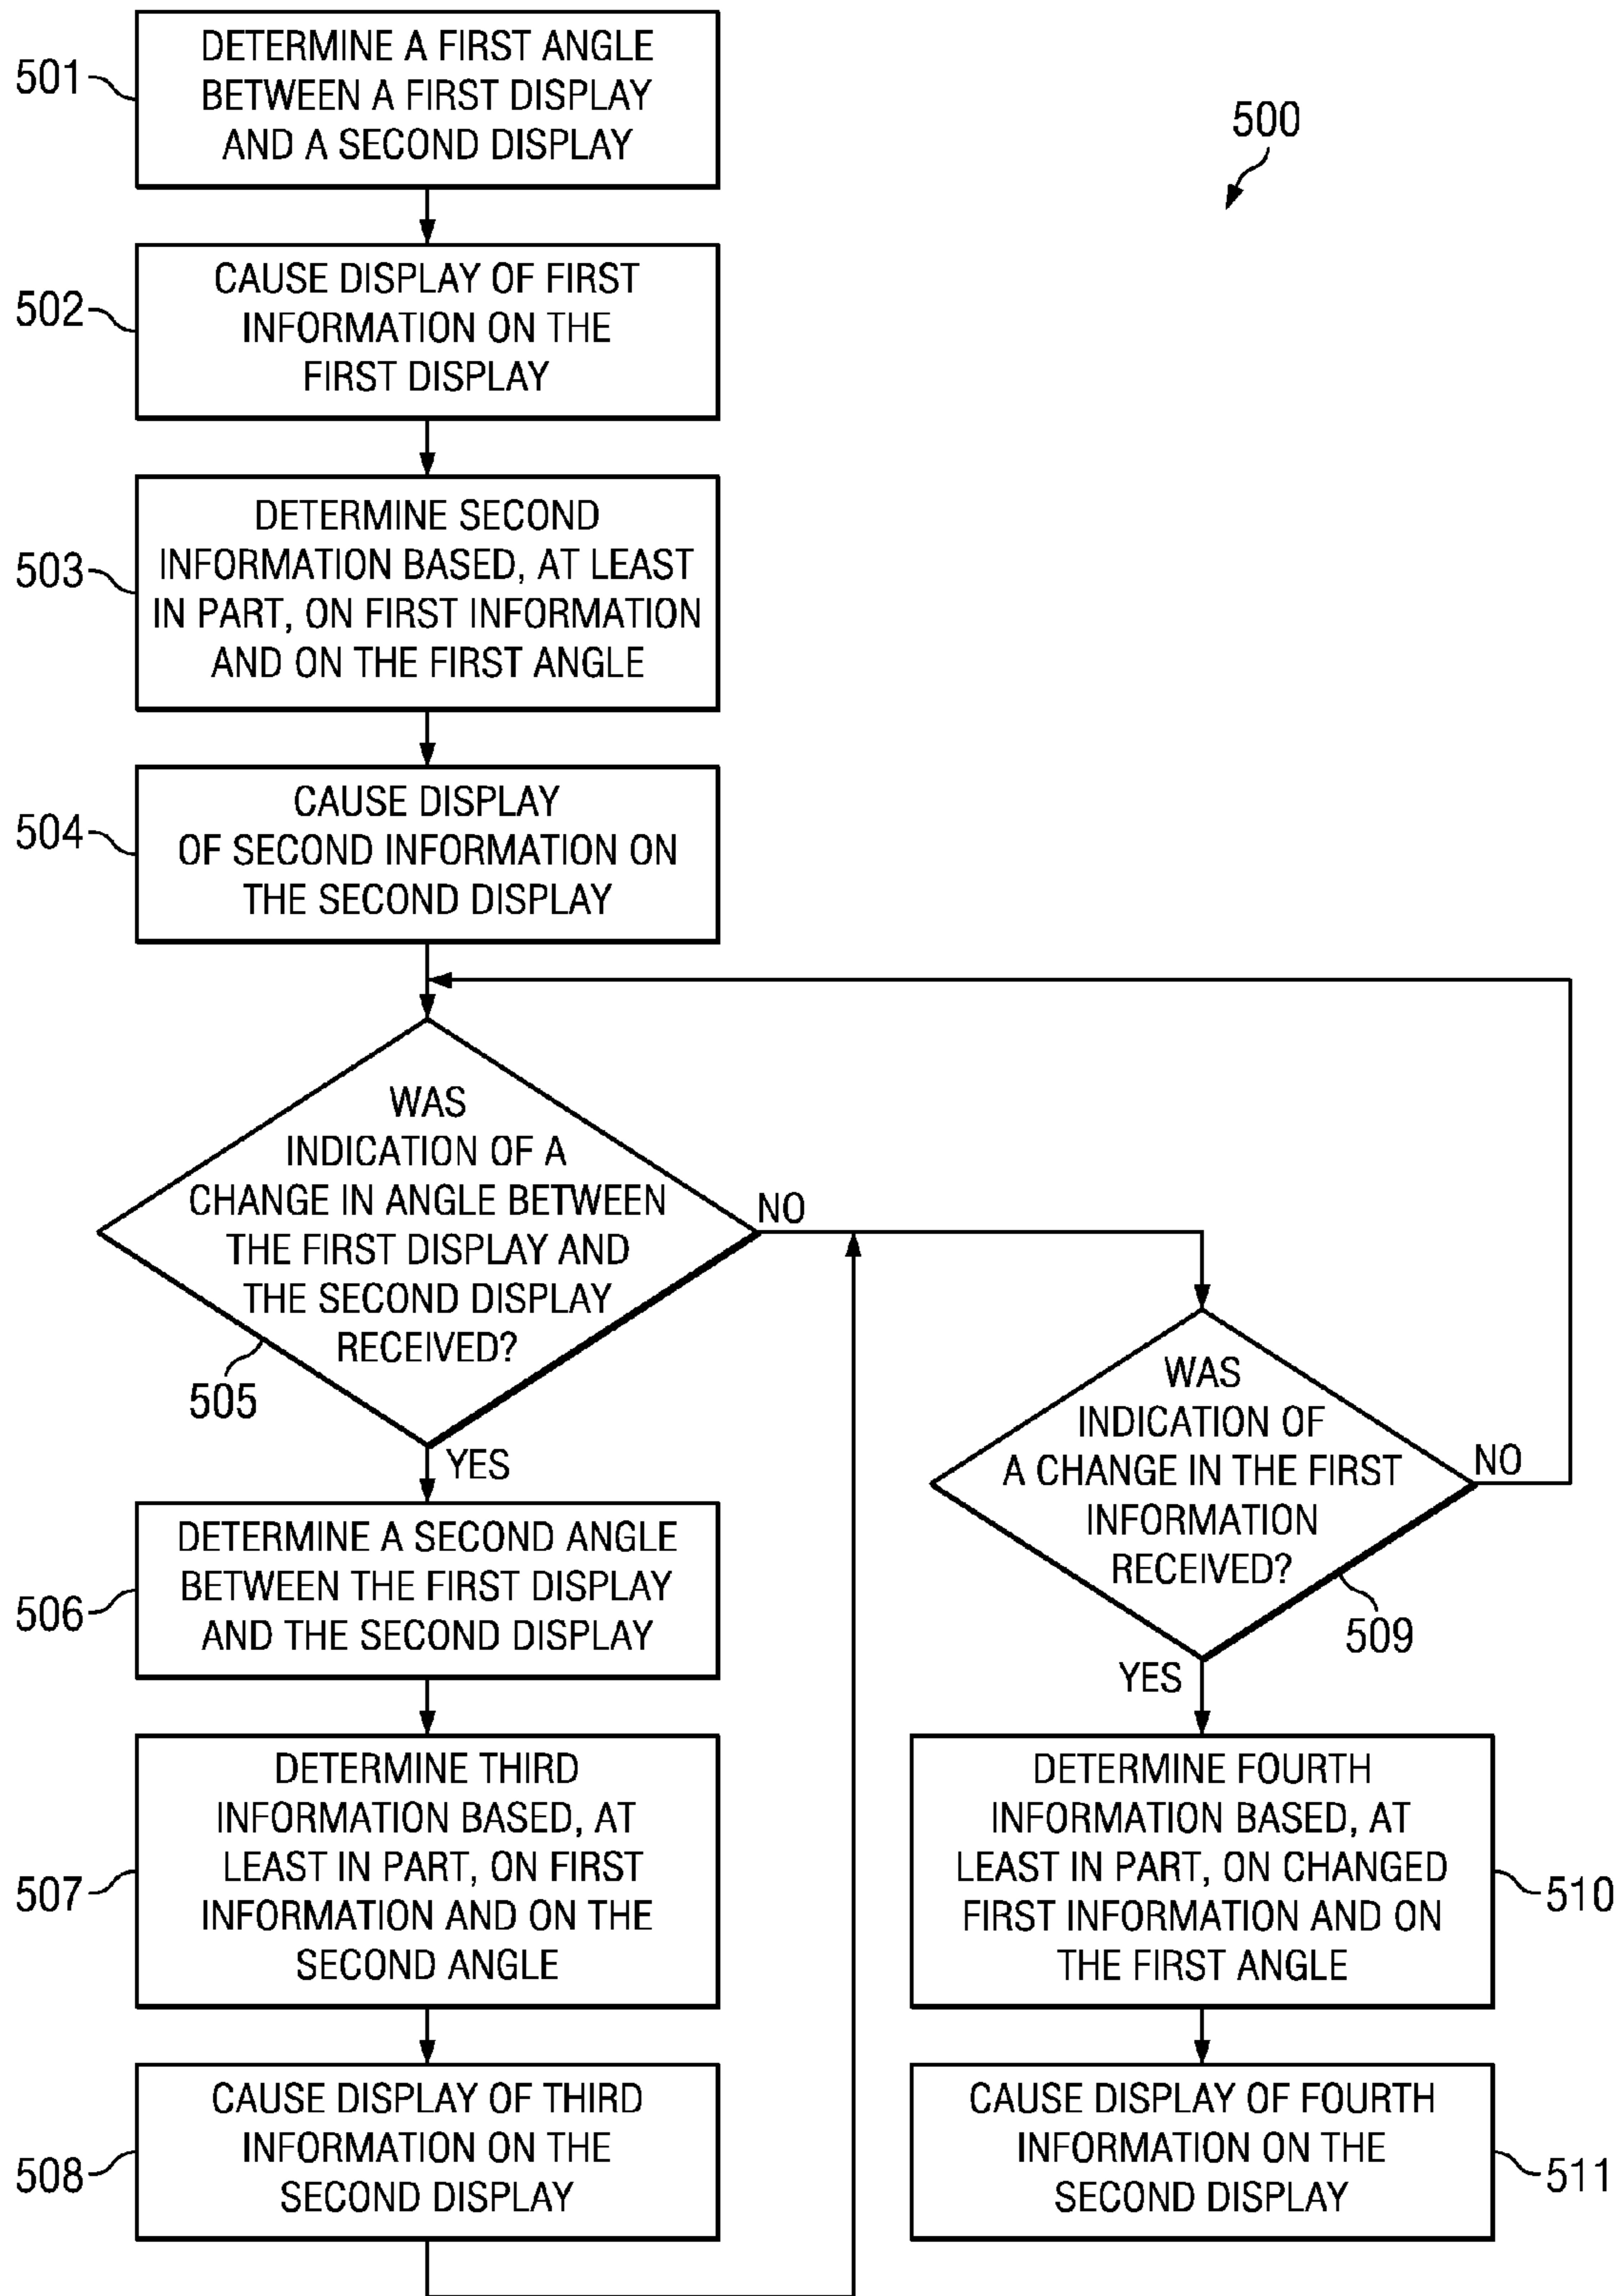 501
DETERMINE A FIRST ANGLE
BETWEEN A FIRST DISPLAY
AND A SECOND DISPLAY
500
502
CAUSE DISPLAY OF FIRST
INFORMATION ON THE
FIRST DISPLAY
503
DETERMINE SECOND
INFORMATION BASED, AT LEAST
IN PART, ON FIRST INFORMATION
AND ON THE FIRST ANGLE
504
CAUSE DISPLAY
OF SECOND INFORMATION ON
THE SECOND DISPLAY
WAS
INDICATION OF A
CHANGE IN ANGLE BETWEEN
THE FIRST DISPLAY AND
THE SECOND DISPLAY
RECEIVED?
505
NO
YES
506
DETERMINE A SECOND ANGLE
BETWEEN THE FIRST DISPLAY
AND THE SECOND DISPLAY
507
DETERMINE THIRD
INFORMATION BASED, AT
LEAST IN PART, ON FIRST
INFORMATION AND ON THE
SECOND ANGLE
508
CAUSE DISPLAY OF THIRD
INFORMATION ON THE
SECOND DISPLAY
WAS
INDICATION OF
A CHANGE IN THE FIRST
INFORMATION
RECEIVED?
NO
509
YES
DETERMINE FOURTH
INFORMATION BASED, AT
LEAST IN PART, ON CHANGED
FIRST INFORMATION AND ON
THE FIRST ANGLE
510
CAUSE DISPLAY OF FOURTH
INFORMATION ON THE
SECOND DISPLAY
511